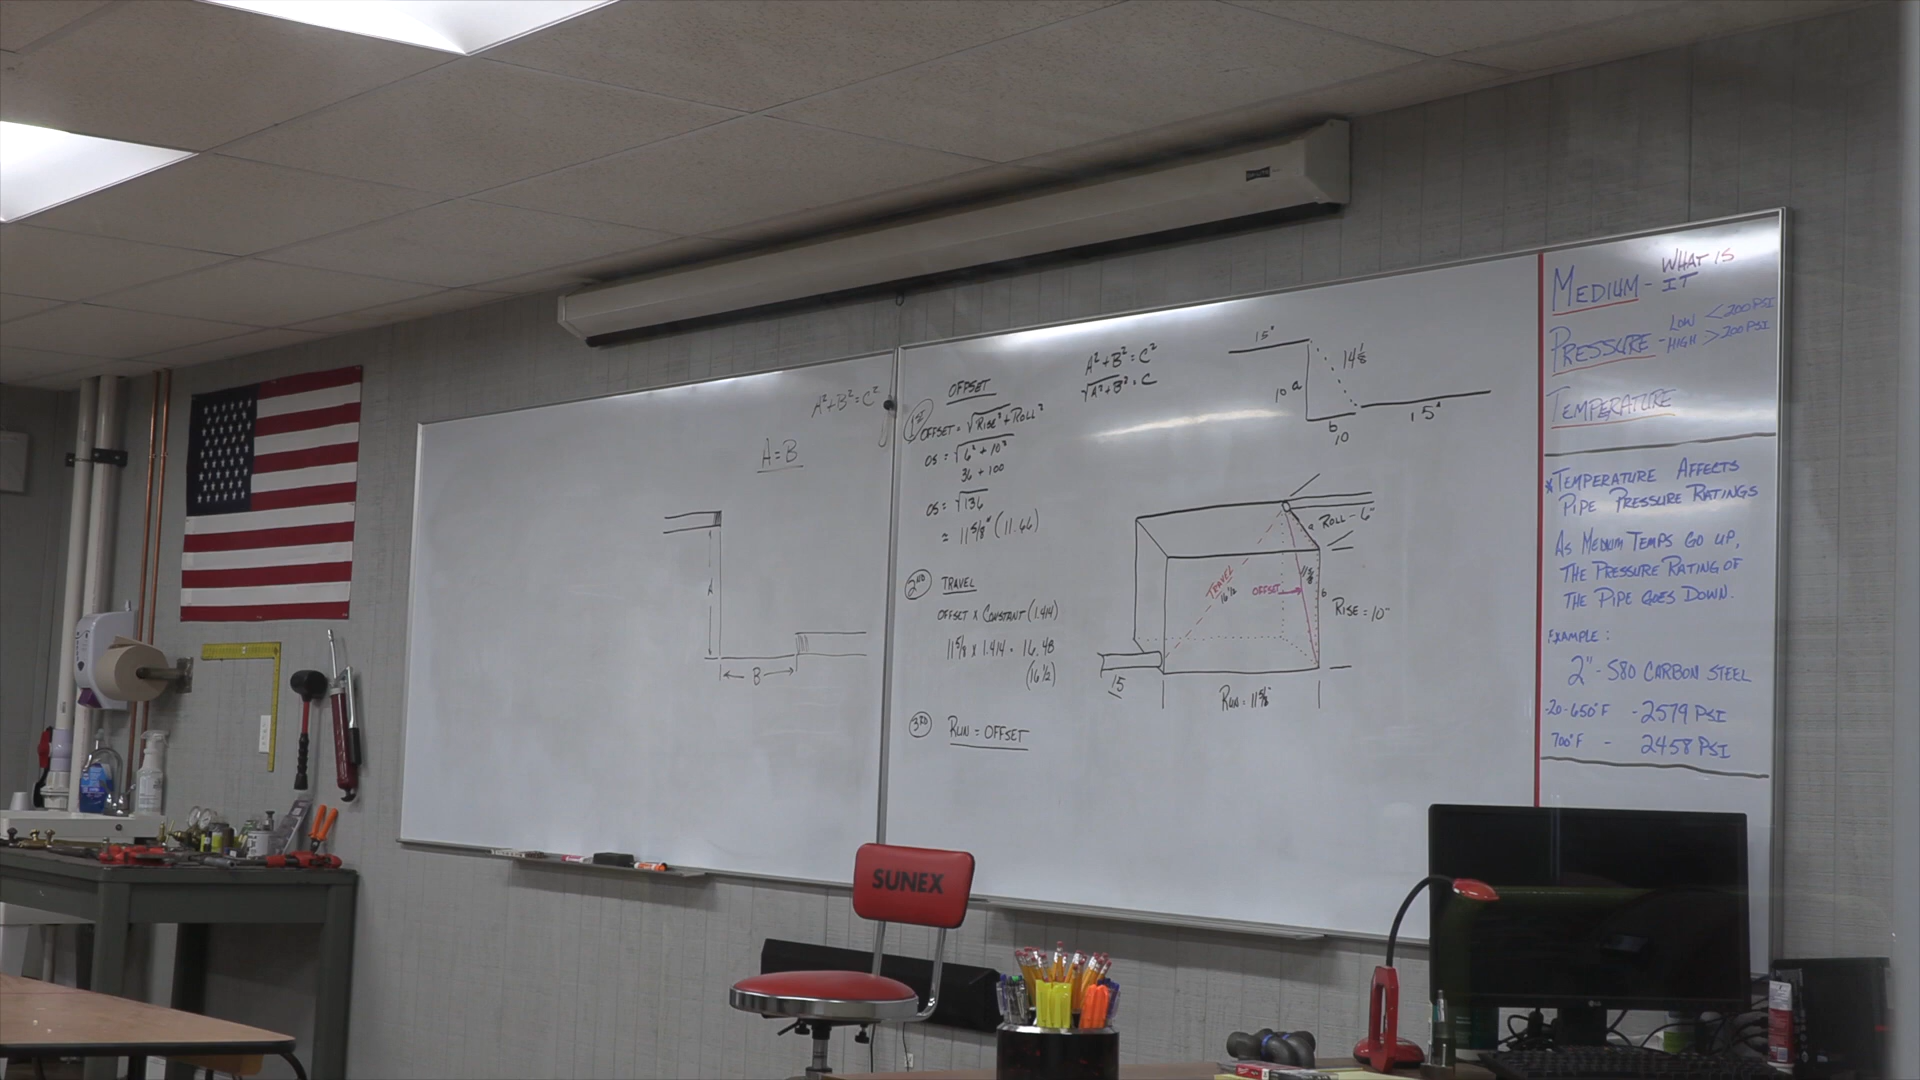 A²+B²=C²
A=B
A
B
OFFSET
1ST
OFFSET = √RISE²+ROLL²
OS = √6²+10²
36+100
OS = √136
= 11 5/8" (11.66)
2ND TRAVEL
OFFSET x CONSTANT (1.414)
11 5/8 x 1.414 = 16.48
(16 1/2)
3RD RUN = OFFSET
A²+B²=C²
√A²+B²=C
15"
14 1/8
10 a
b
10
15"
ROLL - 6"
a
TRAVEL
16 1/2
OFFSET
11 5/8
b
RISE = 10"
15
RUN = 11 5/8"
MEDIUM - WHAT IS
IT
PRESSURE - LOW <200 PSI
HIGH >200 PSI
TEMPERATURE
*TEMPERATURE AFFECTS
PIPE PRESSURE RATINGS
AS MEDIUM TEMPS GO UP,
THE PRESSURE RATING OF
THE PIPE GOES DOWN.
EXAMPLE:
2" - S80 CARBON STEEL
-20-650°F - 2579 PSI
700°F - 2458 PSI
SUNEX
LG